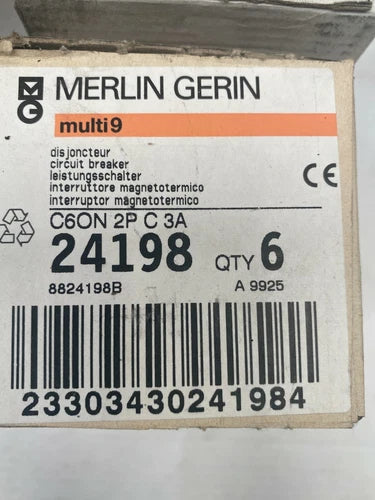 MG
MERLIN GERIN
multi9
disjoncteur
circuit breaker
leistungsschalter
interruttore magnetotermico
interruptor magnetotermico
CE
C60N 2P C 3A
24198 QTY 6
8824198B A 9925
23303430241984